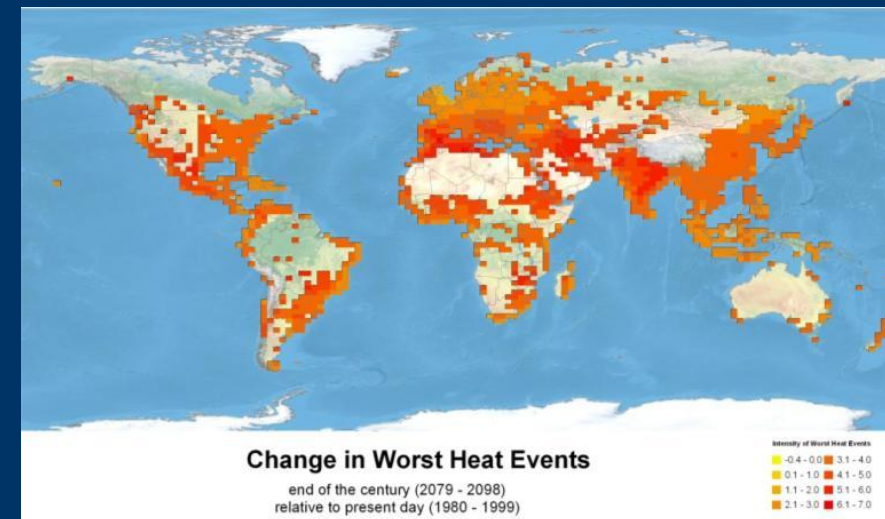 Change in Worst Heat Events
end of the century (2079 - 2098)
relative to present day (1980 - 1999)
Intensity of Worst Heat Events
-0.4 - 0.0 3.1 - 4.0
0.1 - 1.0 4.1 - 5.0
1.1 - 2.0 5.1 - 6.0
2.1 - 3.0 6.1 - 7.0